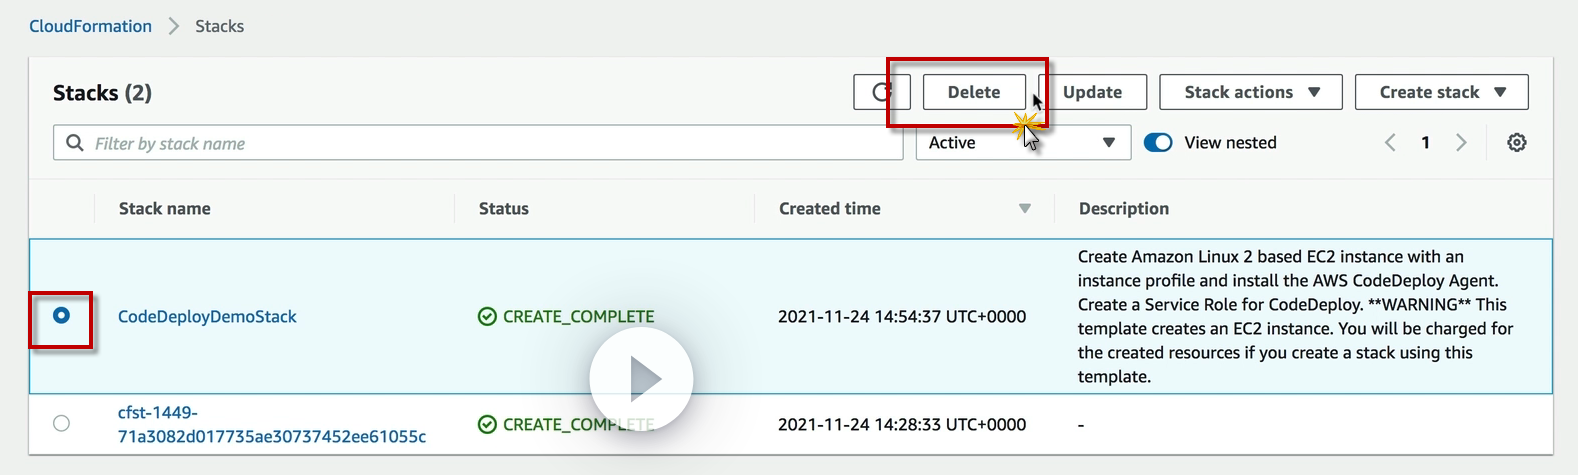 CloudFormation > Stacks
Stacks (2)
Delete
Update
Stack actions
Create stack
Filter by stack name
Active
View nested
1
Stack name
Status
Created time
Description
CodeDeployDemoStack
CREATE_COMPLETE
2021-11-24 14:54:37 UTC+0000
Create Amazon Linux 2 based EC2 instance with an
instance profile and install the AWS CodeDeploy Agent.
Create a Service Role for CodeDeploy. **WARNING** This
template creates an EC2 instance. You will be charged for
the created resources if you create a stack using this
template.
cfst-1449-
71a3082d017735ae30737452ee61055c
CREATE_COMPLETE
2021-11-24 14:28:33 UTC+0000
-